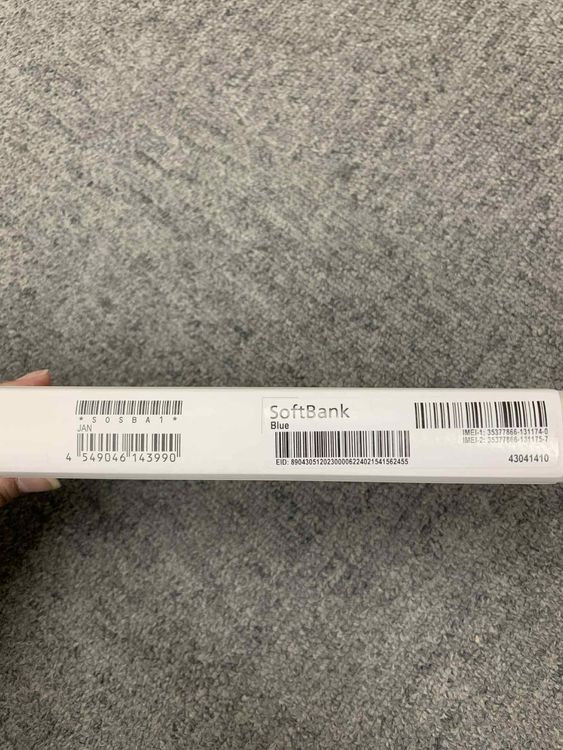 * S O S B A 1 *
JAN
4 549046 143990
SoftBank
Blue
EID: 89043051202300006224021541562455
IMEI-1: 35377866-131174-0
IMEI-2: 35377866-131175-7
43041410